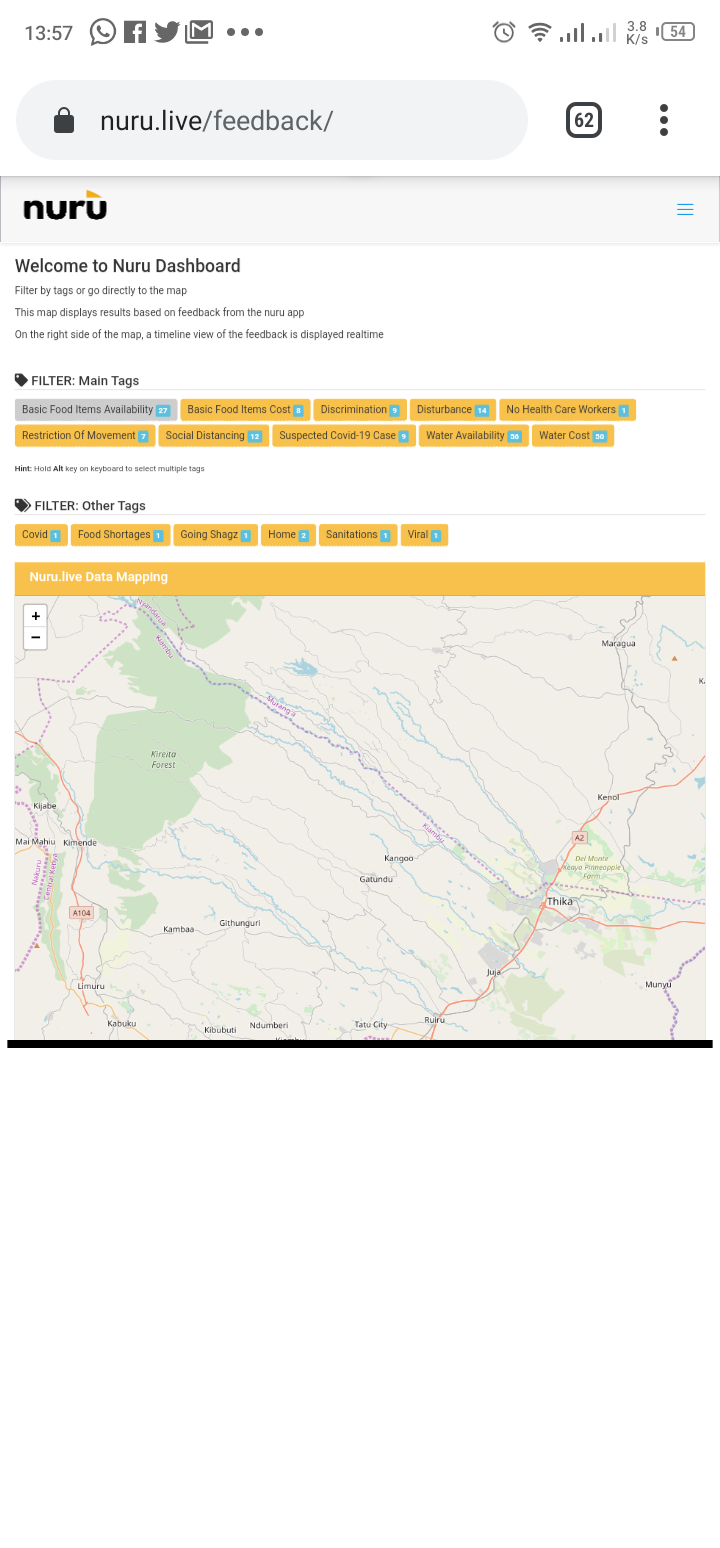 13:57
3.8
K/s
54
nuru.live/feedback/
62
nuru
Welcome to Nuru Dashboard
Filter by tags or go directly to the map
This map displays results based on feedback from the nuru app
On the right side of the map, a timeline view of the feedback is displayed realtime
FILTER: Main Tags
Basic Food Items Availability 27 Basic Food Items Cost 8 Discrimination 9 Disturbance 14 No Health Care Workers 1
Restriction Of Movement 7 Social Distancing 12 Suspected Covid-19 Case 9 Water Availability 56 Water Cost 50
Hint: Hold Alt key on keyboard to select multiple tags
FILTER: Other Tags
Covid 1 Food Shortages 1 Going Shagz 1 Home 2 Sanitations 1 Viral 1
Nuru.live Data Mapping
+
−
Nyandarua
Kiambu
Maragua
Murang'a
Kireita
Forest
Kijabe
Kenol
Mai Mahiu
Kimende
Kiambu
A2
Kangoo
Del Monte
Kenya Pinneapple
Farm
Nakuru
Central Kenya
Gatundu
Thika
A104
Kambaa
Githunguri
Juja
Limuru
Munyu
Kabuku
Kibubuti
Ndumberi
Tatu City
Ruiru